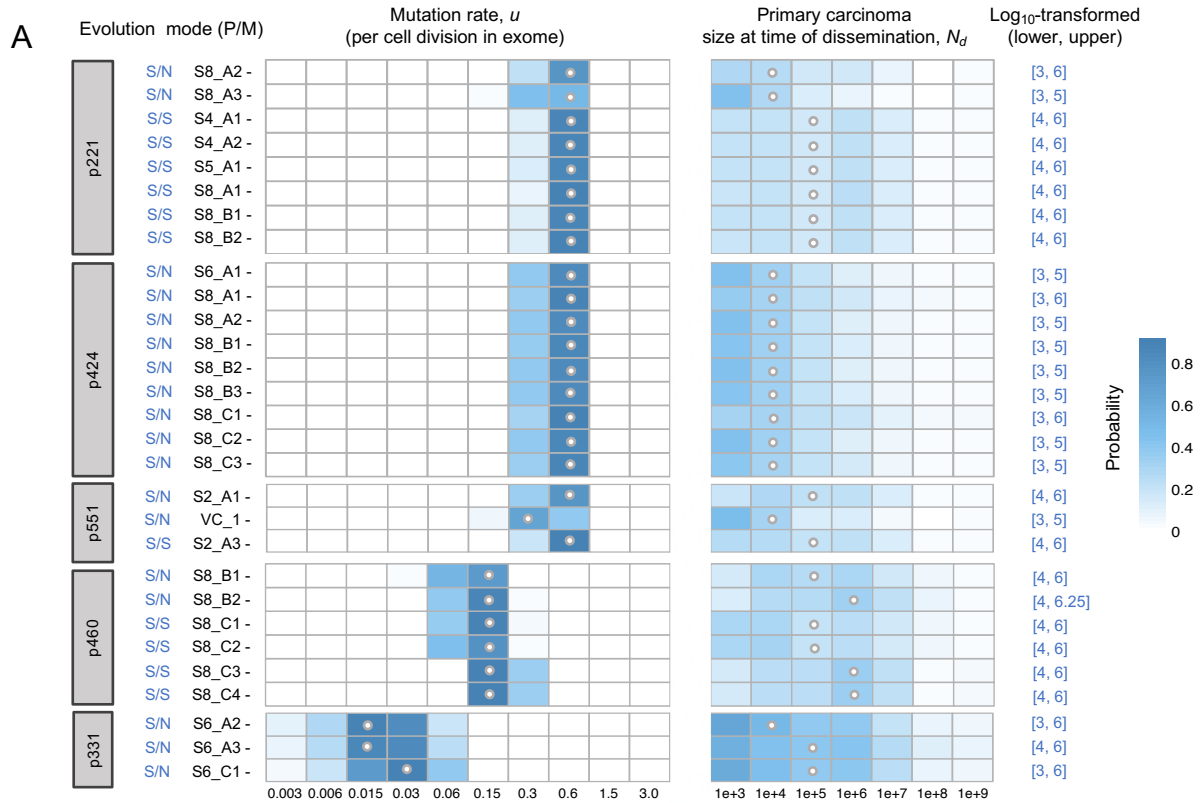 A
Evolution mode (P/M)
Mutation rate, u
(per cell division in exome)
Primary carcinoma
size at time of dissemination, Nd
Log10-transformed
(lower, upper)
p221
S/N S8_A2 - [3, 6]
S/N S8_A3 - [3, 5]
S/S S4_A1 - [4, 6]
S/S S4_A2 - [4, 6]
S/S S5_A1 - [4, 6]
S/S S8_A1 - [4, 6]
S/S S8_B1 - [4, 6]
S/S S8_B2 - [4, 6]
p424
S/N S6_A1 - [3, 5]
S/N S8_A1 - [3, 6]
S/N S8_A2 - [3, 5]
S/N S8_B1 - [3, 5]
S/N S8_B2 - [3, 5]
S/N S8_B3 - [3, 5]
S/N S8_C1 - [3, 6]
S/N S8_C2 - [3, 5]
S/N S8_C3 - [3, 5]
p551
S/N S2_A1 - [4, 6]
S/N VC_1 - [3, 5]
S/S S2_A3 - [4, 6]
p460
S/N S8_B1 - [4, 6]
S/N S8_B2 - [4, 6.25]
S/S S8_C1 - [4, 6]
S/S S8_C2 - [4, 6]
S/S S8_C3 - [4, 6]
S/S S8_C4 - [4, 6]
p331
S/N S6_A2 - [3, 6]
S/N S6_A3 - [4, 6]
S/N S6_C1 - [3, 6]
0.003 0.006 0.015 0.03 0.06 0.15 0.3 0.6 1.5 3.0
1e+3 1e+4 1e+5 1e+6 1e+7 1e+8 1e+9
Probability
0.8
0.6
0.4
0.2
0